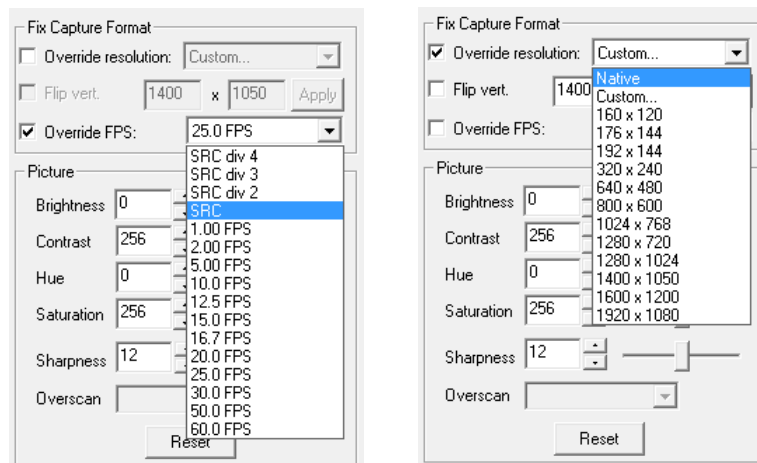 Fix Capture Format
Override resolution: Custom...
Flip vert. 1400 x 1050 Apply
Override FPS: 25.0 FPS
SRC div 4
SRC div 3
SRC div 2
SRC
1.00 FPS
2.00 FPS
5.00 FPS
10.0 FPS
12.5 FPS
15.0 FPS
16.7 FPS
20.0 FPS
25.0 FPS
30.0 FPS
50.0 FPS
60.0 FPS
Picture
Brightness 0
Contrast 256
Hue 0
Saturation 256
Sharpness 12
Overscan
Reset
Fix Capture Format
Override resolution: Custom...
Native
Custom...
160 x 120
176 x 144
192 x 144
320 x 240
640 x 480
800 x 600
1024 x 768
1280 x 720
1280 x 1024
1400 x 1050
1600 x 1200
1920 x 1080
Flip vert. 1400
Override FPS:
Picture
Brightness 0
Contrast 256
Hue 0
Saturation 256
Sharpness 12
Overscan
Reset